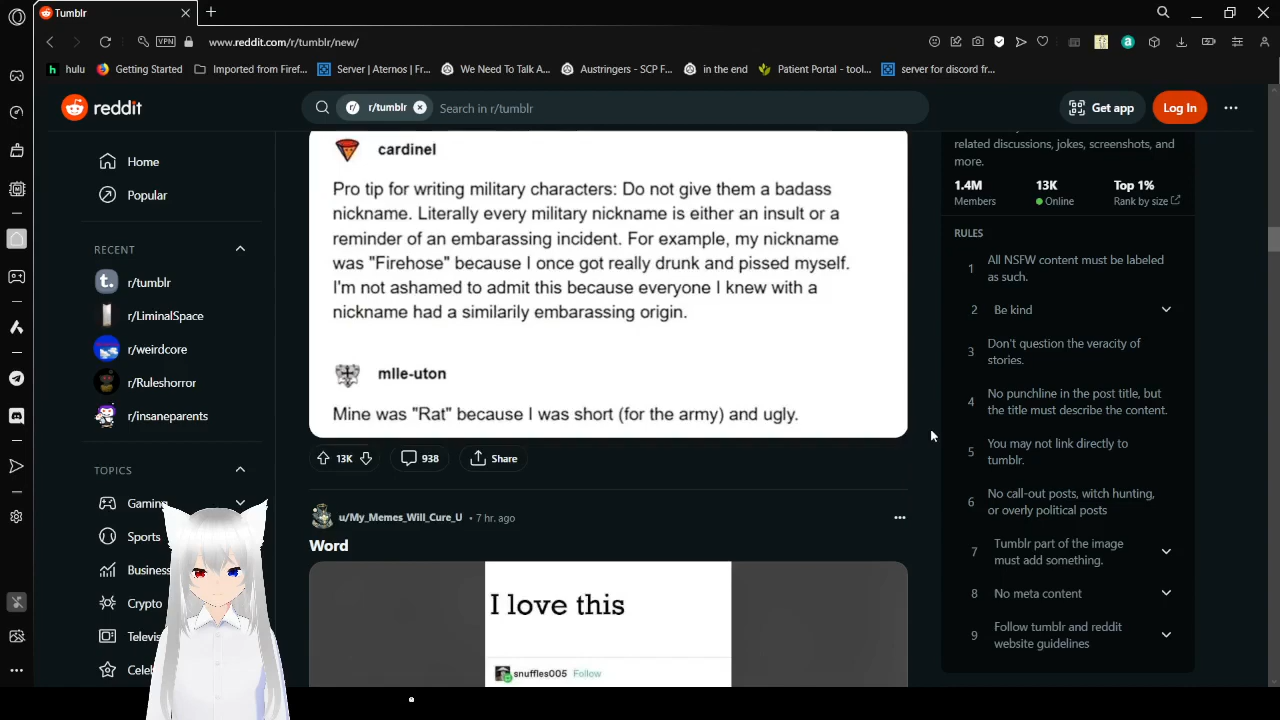 Tumblr
VPN
www.reddit.com/r/tumblr/new/
hulu
Getting Started
Imported from Firef...
Server | Aternos | Fr...
We Need To Talk A...
Austringers - SCP F...
in the end
Patient Portal - tool...
server for discord fr...
reddit
r/ r/tumblr
Search in r/tumblr
Get app
Log In
Home
Popular
RECENT
r/tumblr
r/LiminalSpace
r/weirdcore
r/Ruleshorror
r/insaneparents
TOPICS
Gaming
Sports
Business
Crypto
Televis
Celeb
cardinel
Pro tip for writing military characters: Do not give them a badass
nickname. Literally every military nickname is either an insult or a
reminder of an embarassing incident. For example, my nickname
was "Firehose" because I once got really drunk and pissed myself.
I'm not ashamed to admit this because everyone I knew with a
nickname had a similarily embarassing origin.
mlle-uton
Mine was "Rat" because I was short (for the army) and ugly.
13K
938
Share
u/My_Memes_Will_Cure_U • 7 hr. ago
Word
I love this
snuffles005 Follow
related discussions, jokes, screenshots, and
more.
1.4M
Members
13K
Online
Top 1%
Rank by size
RULES
1 All NSFW content must be labeled
as such.
2 Be kind
3 Don't question the veracity of
stories.
4 No punchline in the post title, but
the title must describe the content.
5 You may not link directly to
tumblr.
6 No call-out posts, witch hunting,
or overly political posts
7 Tumblr part of the image
must add something.
8 No meta content
9 Follow tumblr and reddit
website guidelines